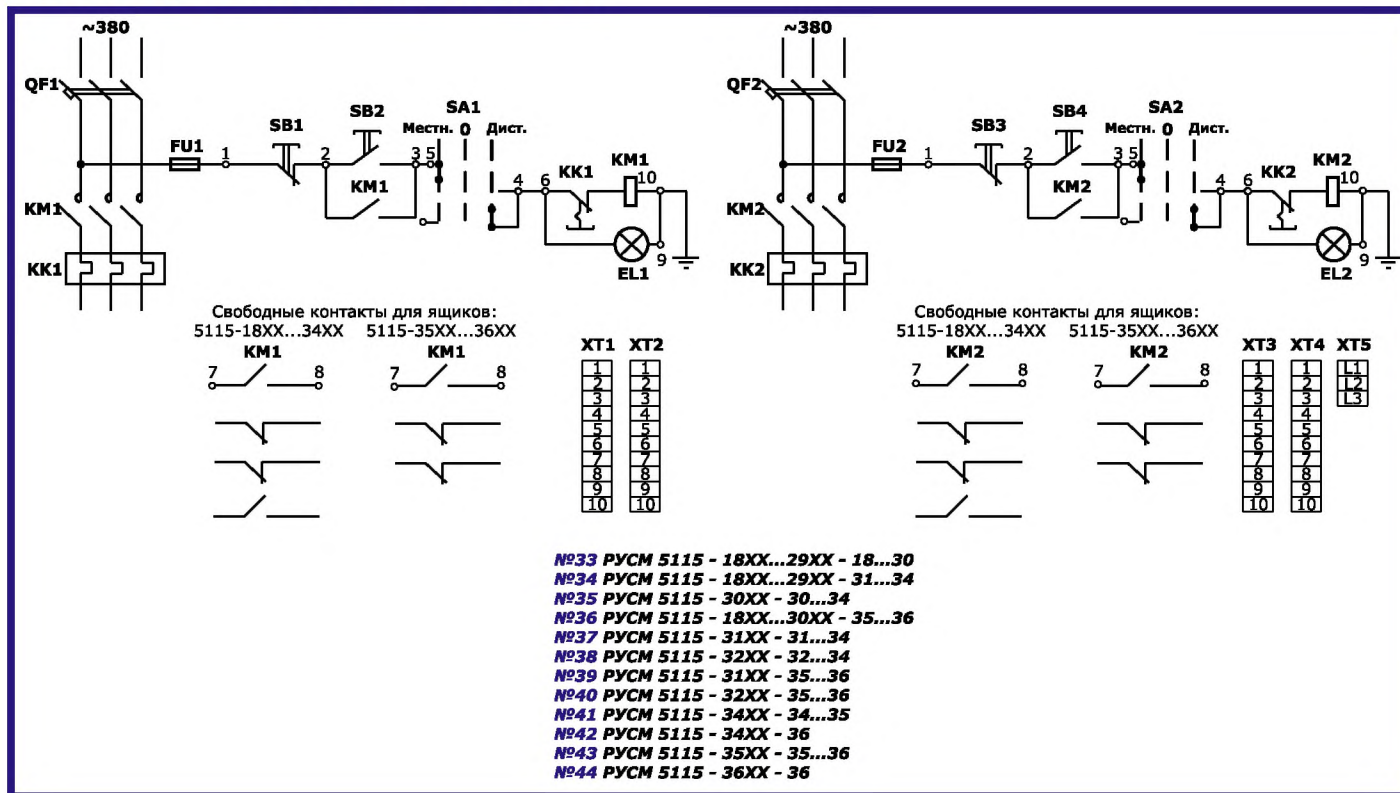 ~380
QF1
SB1
SB2
SA1
Местн. 0 Дист.
FU1
1
2
3
5
KM1
KK1
KM1
10
4
6
KM1
KK1
EL1
9
Свободные контакты для ящиков:
5115-18XX...34XX 5115-35XX...36XX
KM1
7
8
KM1
7
8
XT1
1
2
3
4
5
6
7
8
9
10
XT2
1
2
3
4
5
6
7
8
9
10
~380
QF2
SB3
SB4
SA2
Местн. 0 Дист.
FU2
1
2
3
5
KM2
KK2
KM2
10
4
6
KM2
KK2
EL2
9
Свободные контакты для ящиков:
5115-18XX...34XX 5115-35XX...36XX
KM2
7
8
KM2
7
8
XT3
1
2
3
4
5
6
7
8
9
10
XT4
1
2
3
4
5
6
7
8
9
10
XT5
L1
L2
L3
№33 РУСМ 5115 - 18XX...29XX - 18...30
№34 РУСМ 5115 - 18XX...29XX - 31...34
№35 РУСМ 5115 - 30XX - 30...34
№36 РУСМ 5115 - 18XX...30XX - 35...36
№37 РУСМ 5115 - 31XX - 31...34
№38 РУСМ 5115 - 32XX - 32...34
№39 РУСМ 5115 - 31XX - 35...36
№40 РУСМ 5115 - 32XX - 35...36
№41 РУСМ 5115 - 34XX - 34...35
№42 РУСМ 5115 - 34XX - 36
№43 РУСМ 5115 - 35XX - 35...36
№44 РУСМ 5115 - 36XX - 36